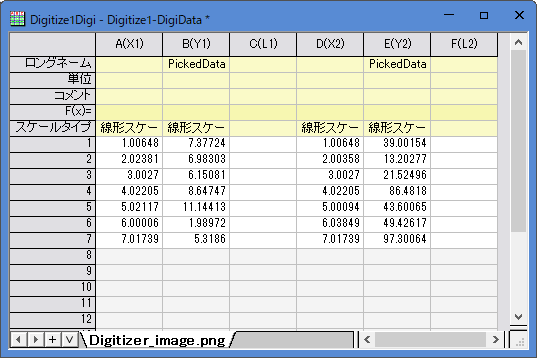 Digitize1Digi - Digitize1-DigiData *
A(X1) B(Y1) C(L1) D(X2) E(Y2) F(L2)
ロングネーム PickedData PickedData
単位
コメント
F(x)=
スケールタイプ 線形スケー 線形スケー 線形スケー 線形スケー
1 1.00648 7.37724 1.00648 39.00154
2 2.02381 6.98303 2.00358 13.20277
3 3.0027 6.15081 3.0027 21.52496
4 4.02205 8.64747 4.02205 86.4818
5 5.02117 11.14413 5.00094 43.60065
6 6.00006 1.98972 6.03849 49.42617
7 7.01739 5.3186 7.01739 97.30064
8
9
10
11
12
Digitizer_image.png